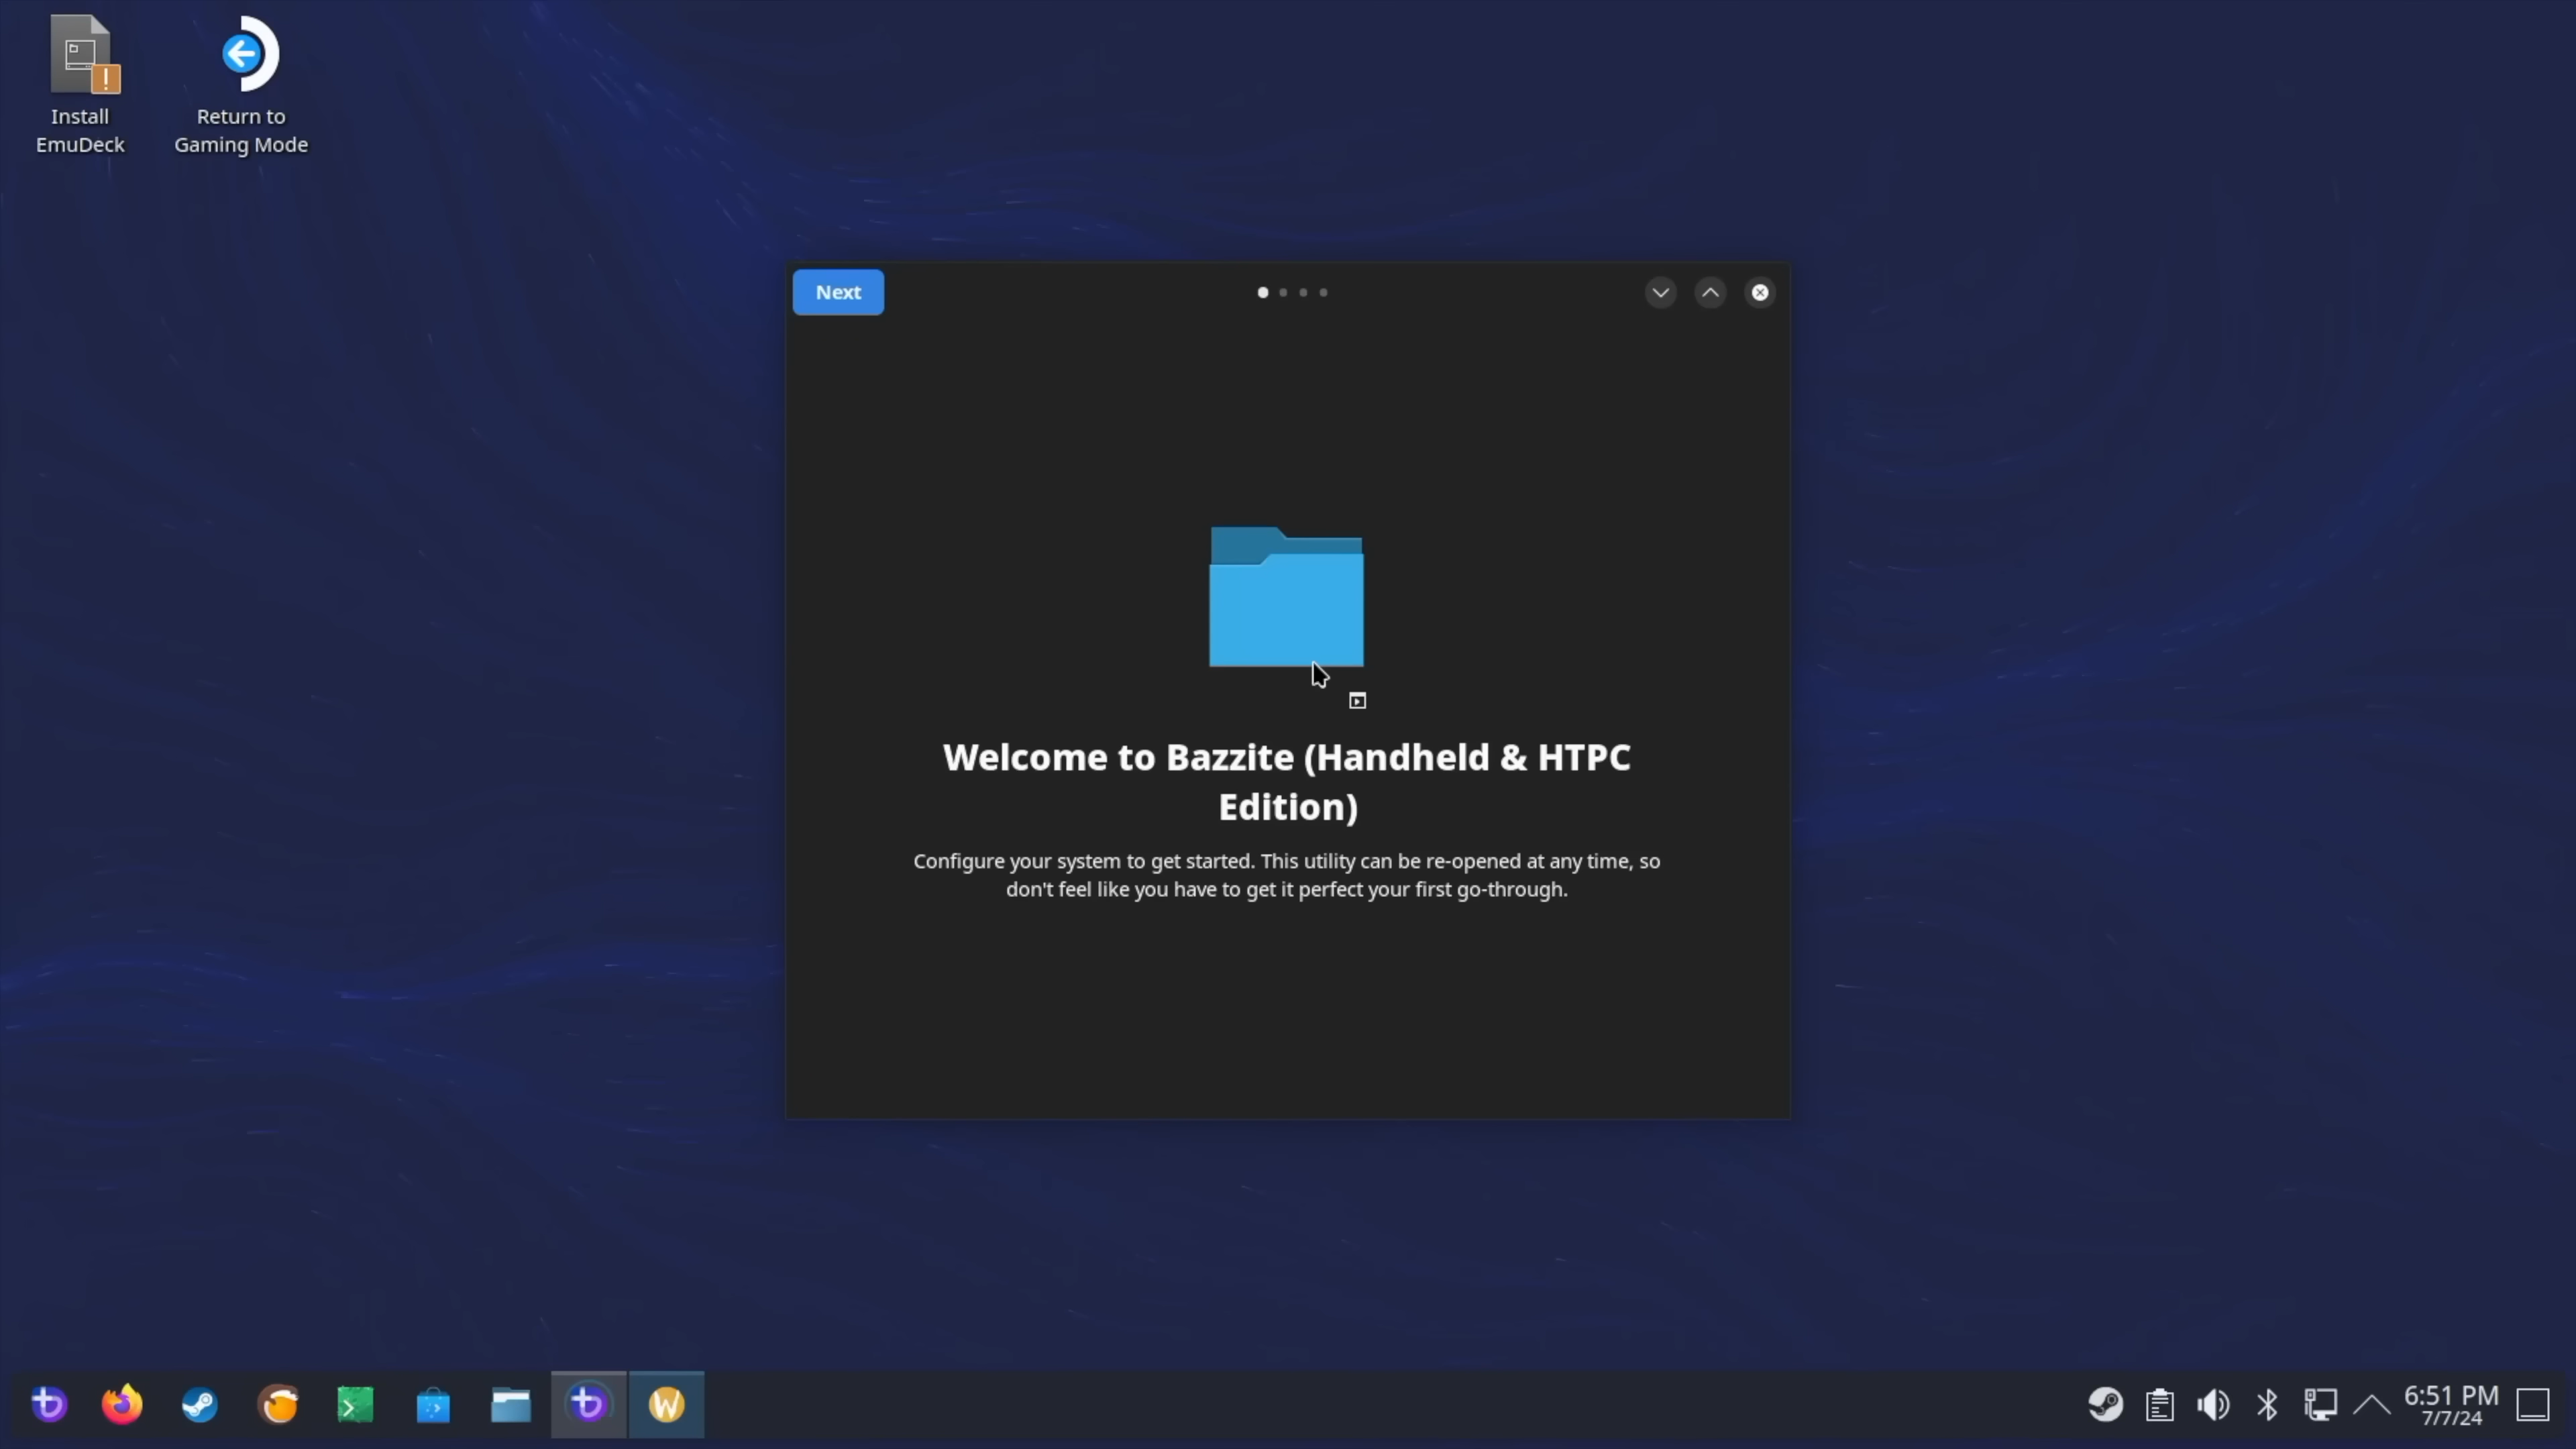 Install
EmuDeck
Return to
Gaming Mode
Next
Welcome to Bazzite (Handheld & HTPC
Edition)
Configure your system to get started. This utility can be re-opened at any time, so
don't feel like you have to get it perfect your first go-through.
W
6:51 PM
7/7/24